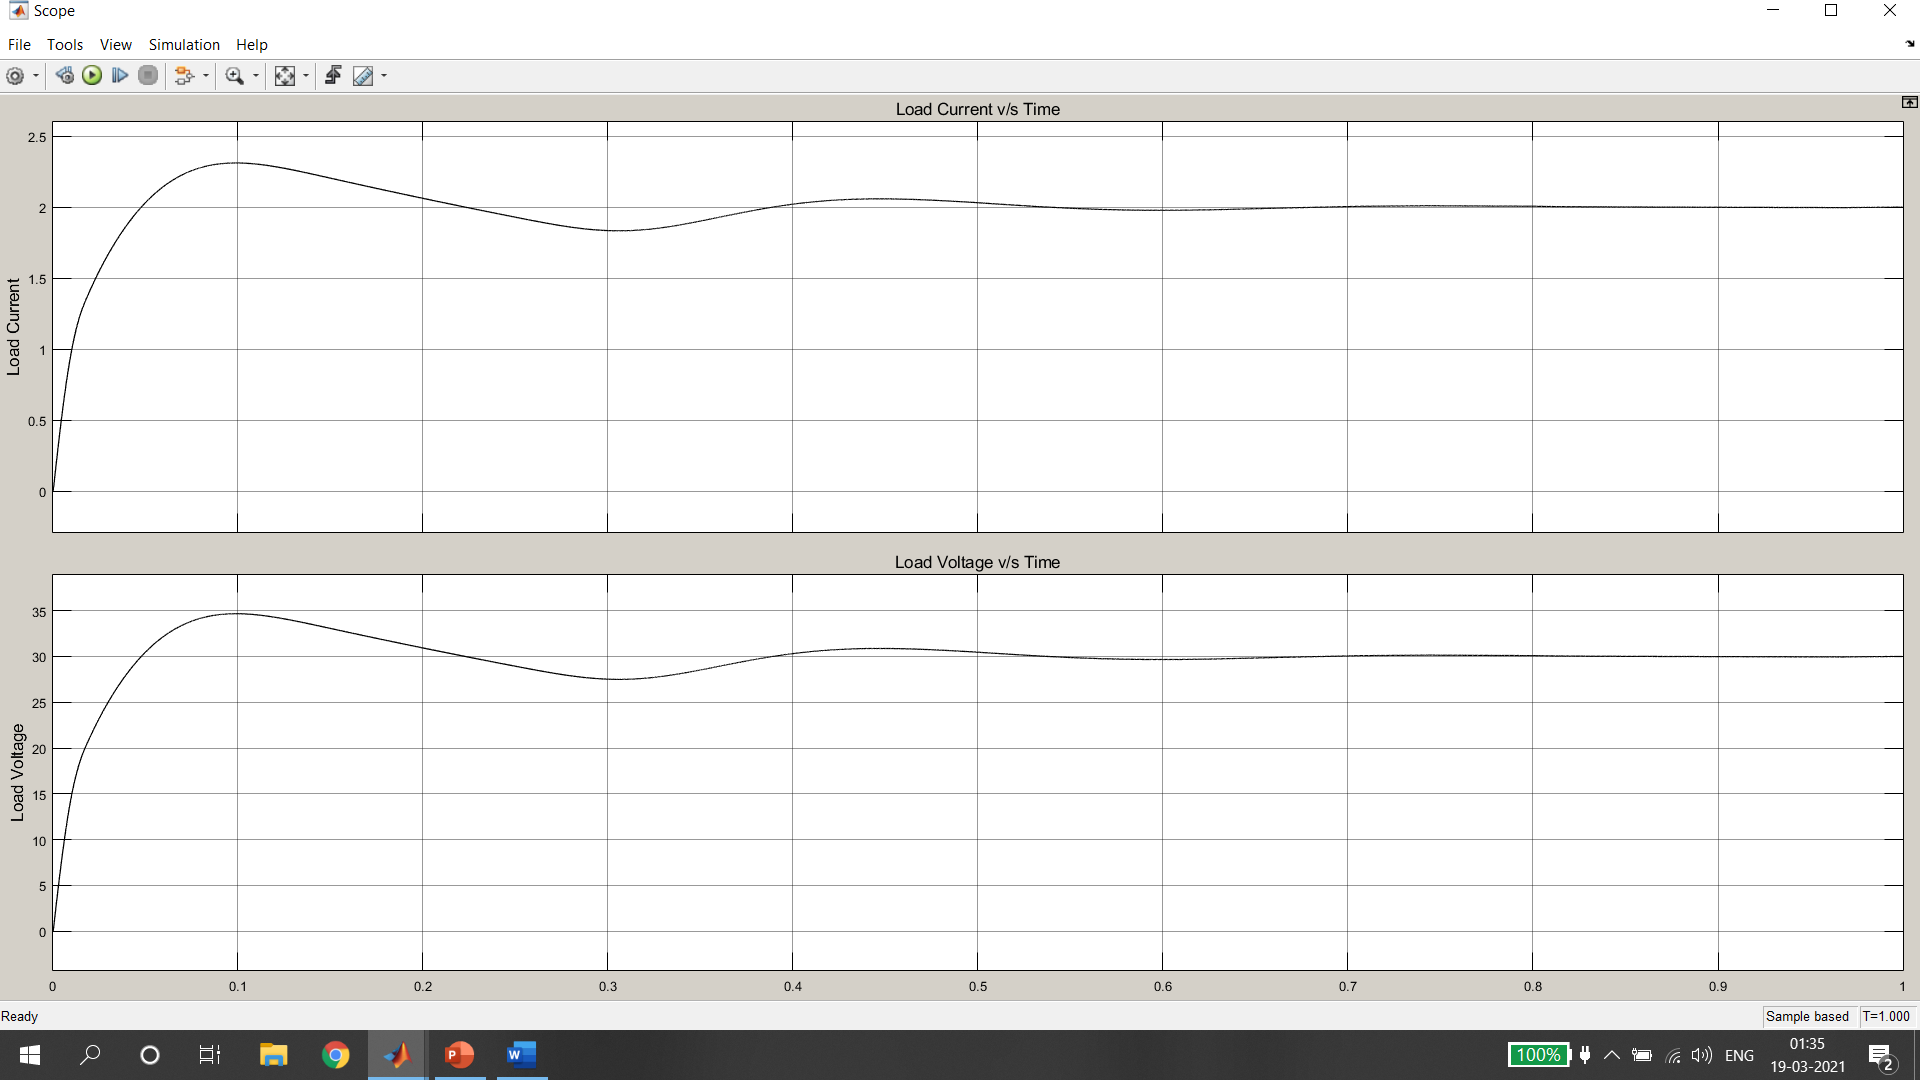 Scope
File Tools View Simulation Help
Load Current v/s Time
2.5
2
1.5
1
0.5
0
Load Current
Load Voltage v/s Time
35
30
25
20
15
10
5
0
Load Voltage
0 0.1 0.2 0.3 0.4 0.5 0.6 0.7 0.8 0.9 1
Ready
Sample based T=1.000
P
W
100%
ENG
01:35
19-03-2021
2